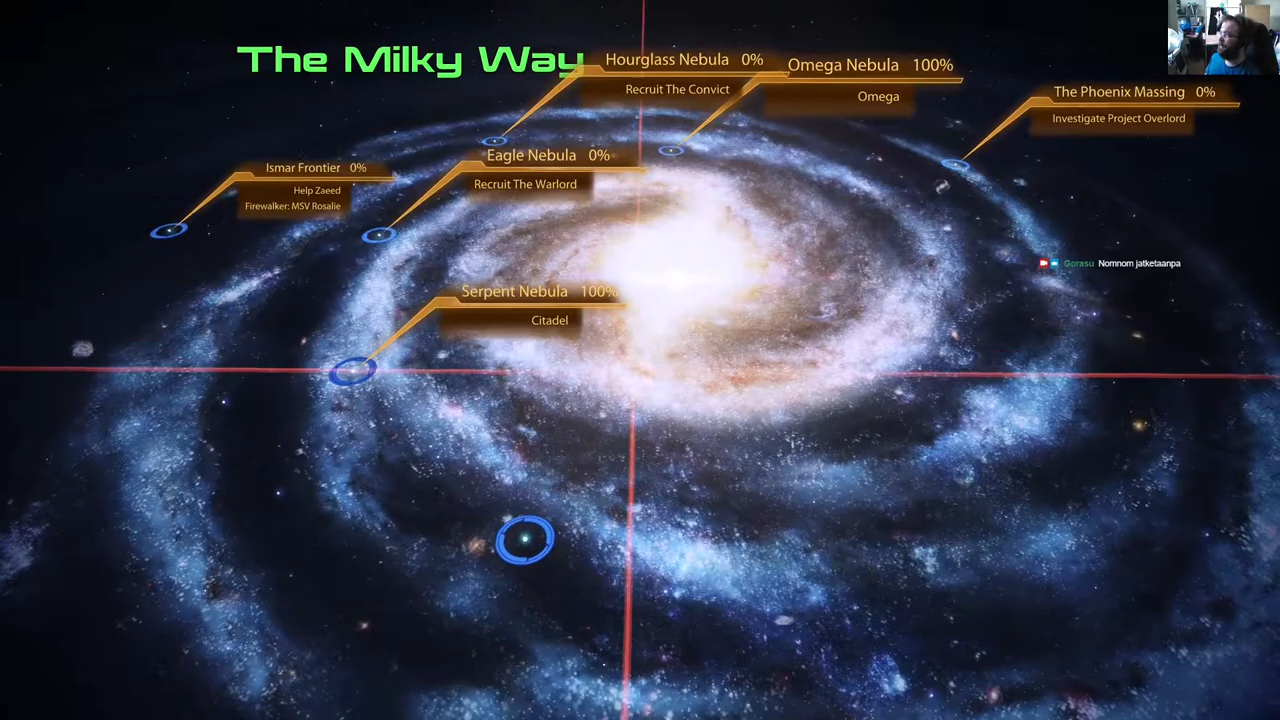 The Milky Way
Hourglass Nebula 0%
Recruit The Convict
Omega Nebula 100%
Omega
The Phoenix Massing 0%
Investigate Project Overlord
Eagle Nebula 0%
Recruit The Warlord
Ismar Frontier 0%
Help Zaeed
Firewalker: MSV Rosalie
Gorasu Nomnom jatketaanpa
Serpent Nebula 100%
Citadel